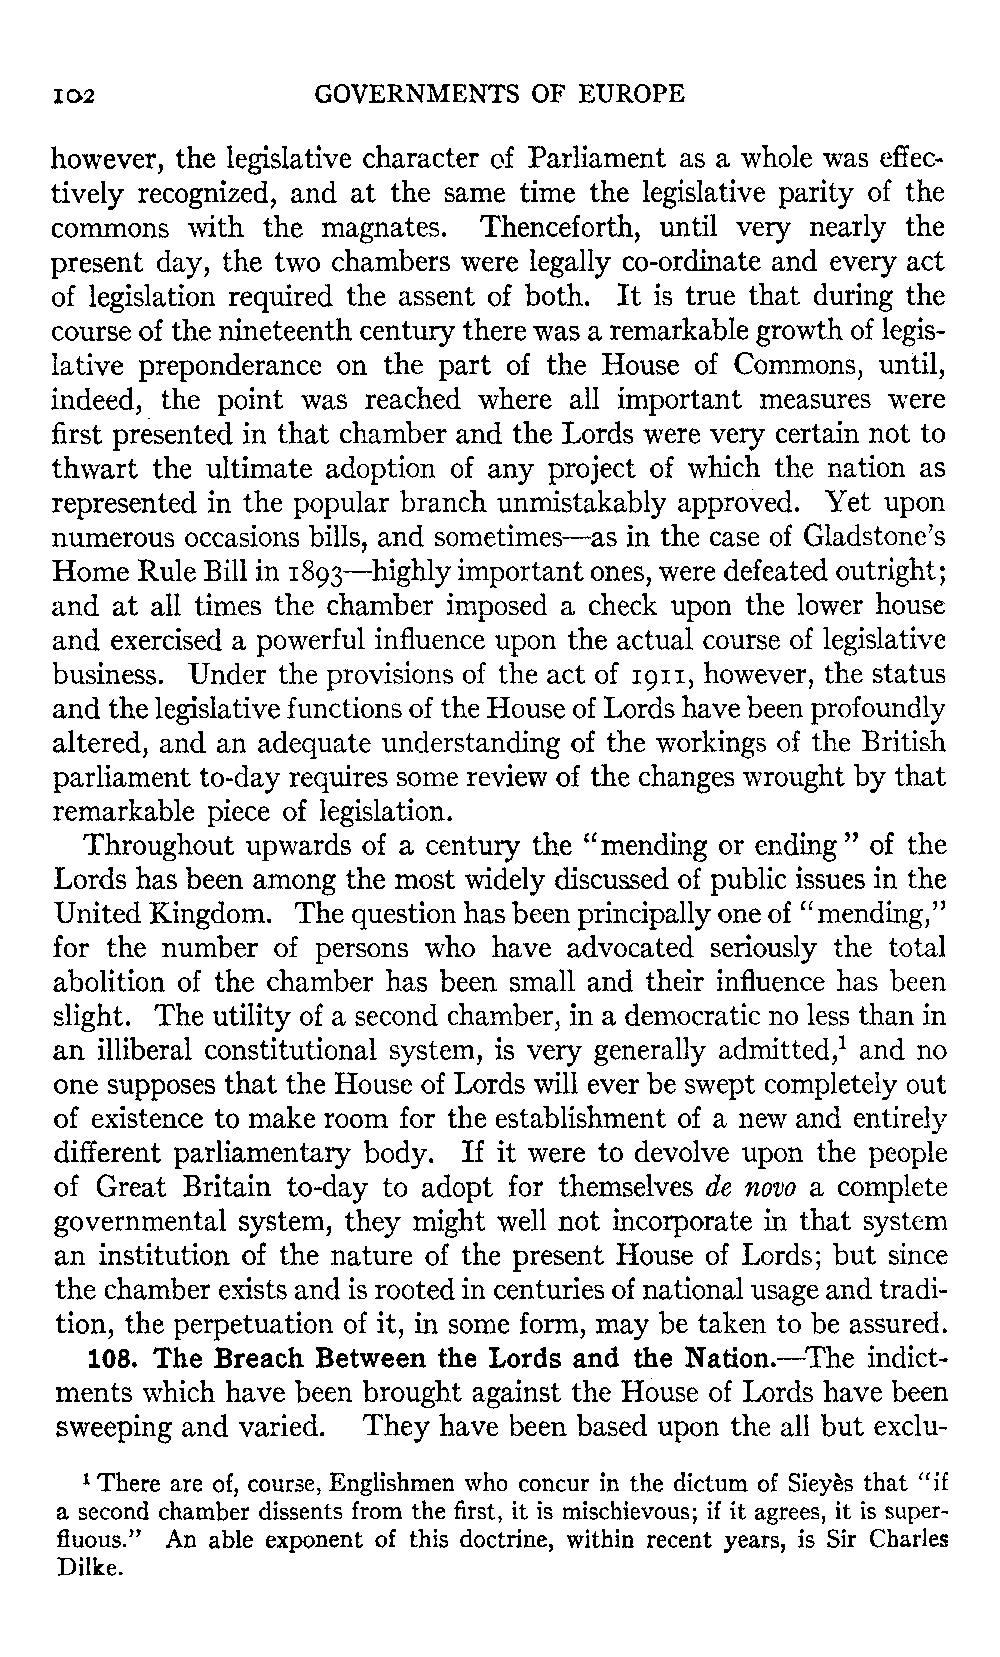 102 GOVERNMENTS OF EUROPE
however, the legislative character of Parliament as a whole was effec-
tively recognized, and at the same time the legislative parity of the
commons with the magnates. Thenceforth, until very nearly the
present day, the two chambers were legally co-ordinate and every act
of legislation required the assent of both. It is true that during the
course of the nineteenth century there was a remarkable growth of legis-
lative preponderance on the part of the House of Commons, until,
indeed, the point was reached where all important measures were
first presented in that chamber and the Lords were very certain not to
thwart the ultimate adoption of any project of which the nation as
represented in the popular branch unmistakably approved. Yet upon
numerous occasions bills, and sometimes—as in the case of Gladstone's
Home Rule Bill in 1893—highly important ones, were defeated outright;
and at all times the chamber imposed a check upon the lower house
and exercised a powerful influence upon the actual course of legislative
business. Under the provisions of the act of 1911, however, the status
and the legislative functions of the House of Lords have been profoundly
altered, and an adequate understanding of the workings of the British
parliament to-day requires some review of the changes wrought by that
remarkable piece of legislation.
Throughout upwards of a century the "mending or ending" of the
Lords has been among the most widely discussed of public issues in the
United Kingdom. The question has been principally one of "mending,"
for the number of persons who have advocated seriously the total
abolition of the chamber has been small and their influence has been
slight. The utility of a second chamber, in a democratic no less than in
an illiberal constitutional system, is very generally admitted,¹ and no
one supposes that the House of Lords will ever be swept completely out
of existence to make room for the establishment of a new and entirely
different parliamentary body. If it were to devolve upon the people
of Great Britain to-day to adopt for themselves de novo a complete
governmental system, they might well not incorporate in that system
an institution of the nature of the present House of Lords; but since
the chamber exists and is rooted in centuries of national usage and tradi-
tion, the perpetuation of it, in some form, may be taken to be assured.
108. The Breach Between the Lords and the Nation.—The indict-
ments which have been brought against the House of Lords have been
sweeping and varied. They have been based upon the all but exclu-
¹ There are of, course, Englishmen who concur in the dictum of Sieyès that "if
a second chamber dissents from the first, it is mischievous; if it agrees, it is super-
fluous." An able exponent of this doctrine, within recent years, is Sir Charles
Dilke.